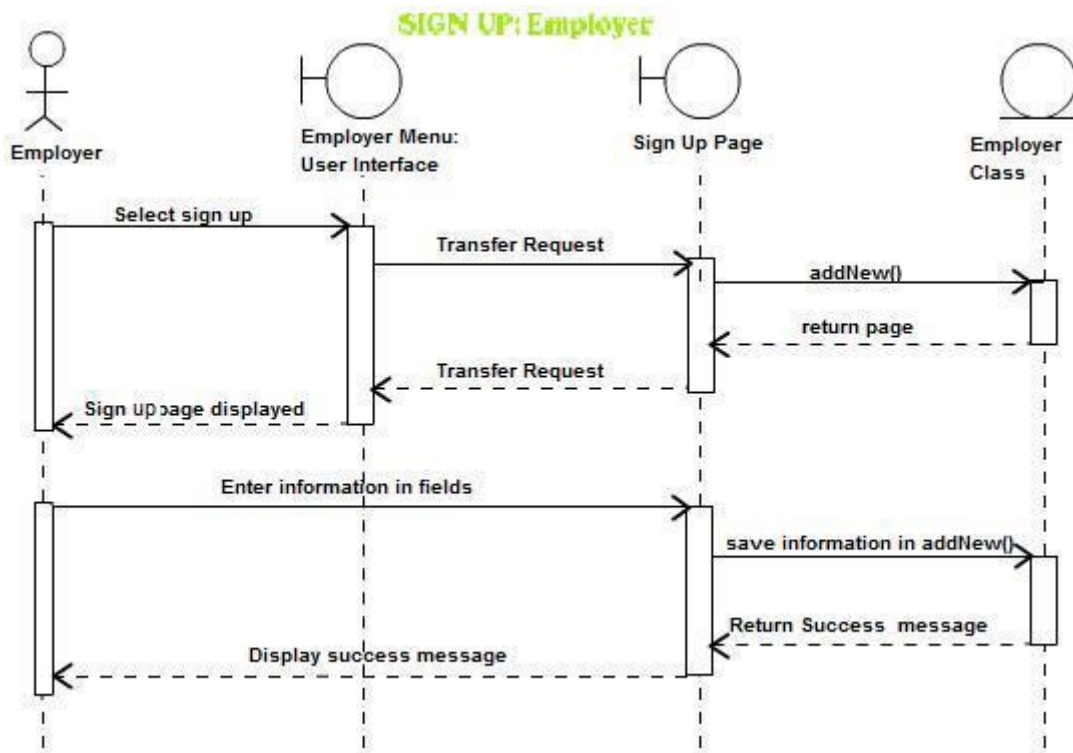 SIGN UP: Employer
Employer
Employer Menu:
User Interface
Sign Up Page
Employer
Class
Select sign up
Transfer Request
addNew()
return page
Transfer Request
Sign up page displayed
Enter information in fields
save information in addNew()
Return Success message
Display success message